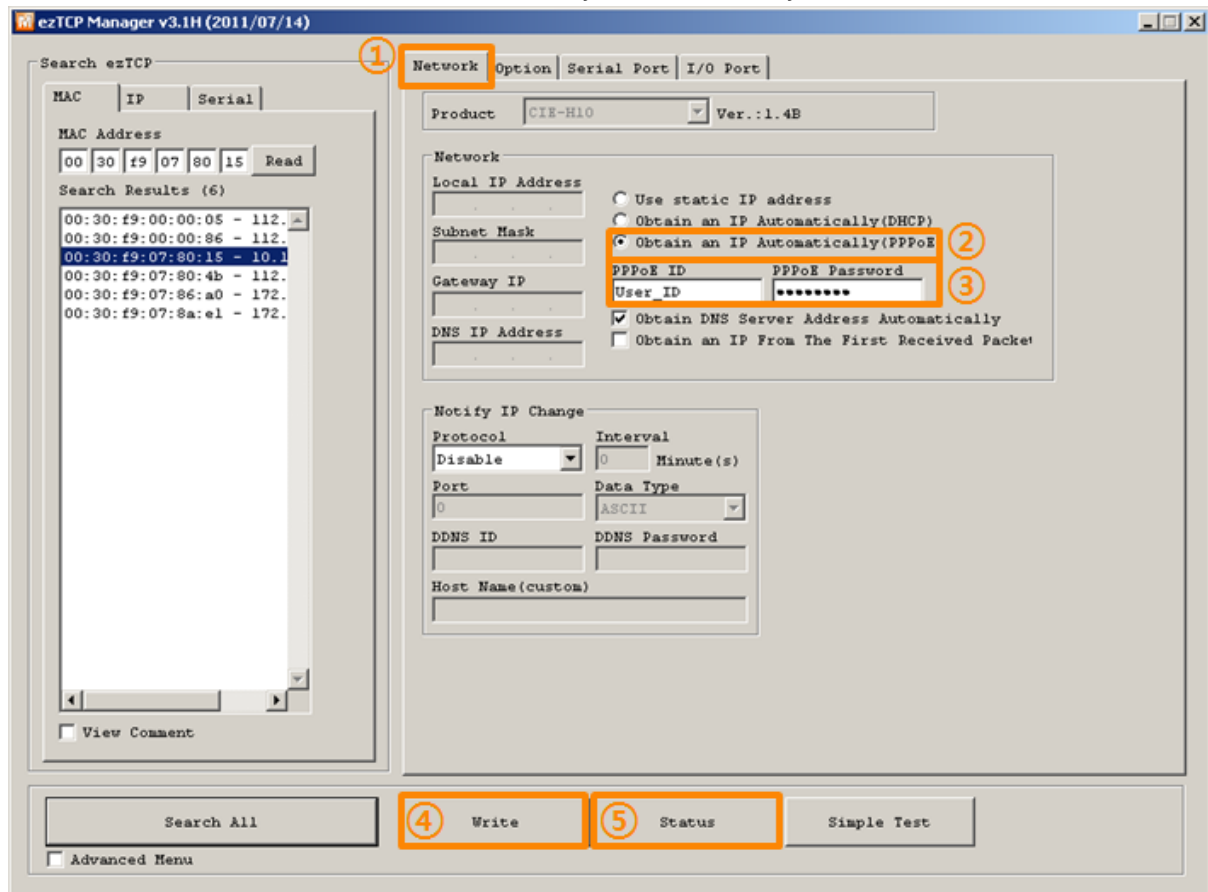 ezTCP Manager v3.1H (2011/07/14)
Search ezTCP
MAC IP Serial
MAC Address
00 30 f9 07 80 15 Read
Search Results (6)
00:30:f9:00:00:05 - 112.
00:30:f9:00:00:86 - 112.
00:30:f9:07:80:15 - 10.1
00:30:f9:07:80:4b - 112.
00:30:f9:07:86:a0 - 172.
00:30:f9:07:8a:e1 - 172.
View Comment
①
Network Option Serial Port I/O Port
Product CIE-H10 Ver.:1.4B
Network
Local IP Address
Subnet Mask
Gateway IP
DNS IP Address
Use static IP address
Obtain an IP Automatically(DHCP)
Obtain an IP Automatically(PPPoE ②
PPPoE ID PPPoE Password
User_ID •••••••• ③
Obtain DNS Server Address Automatically
Obtain an IP From The First Received Packet
Notify IP Change
Protocol Interval
Disable 0 Minute(s)
Port Data Type
0 ASCII
DDNS ID DDNS Password
Host Name(custom)
Search All ④ Write ⑤ Status Simple Test
Advanced Menu